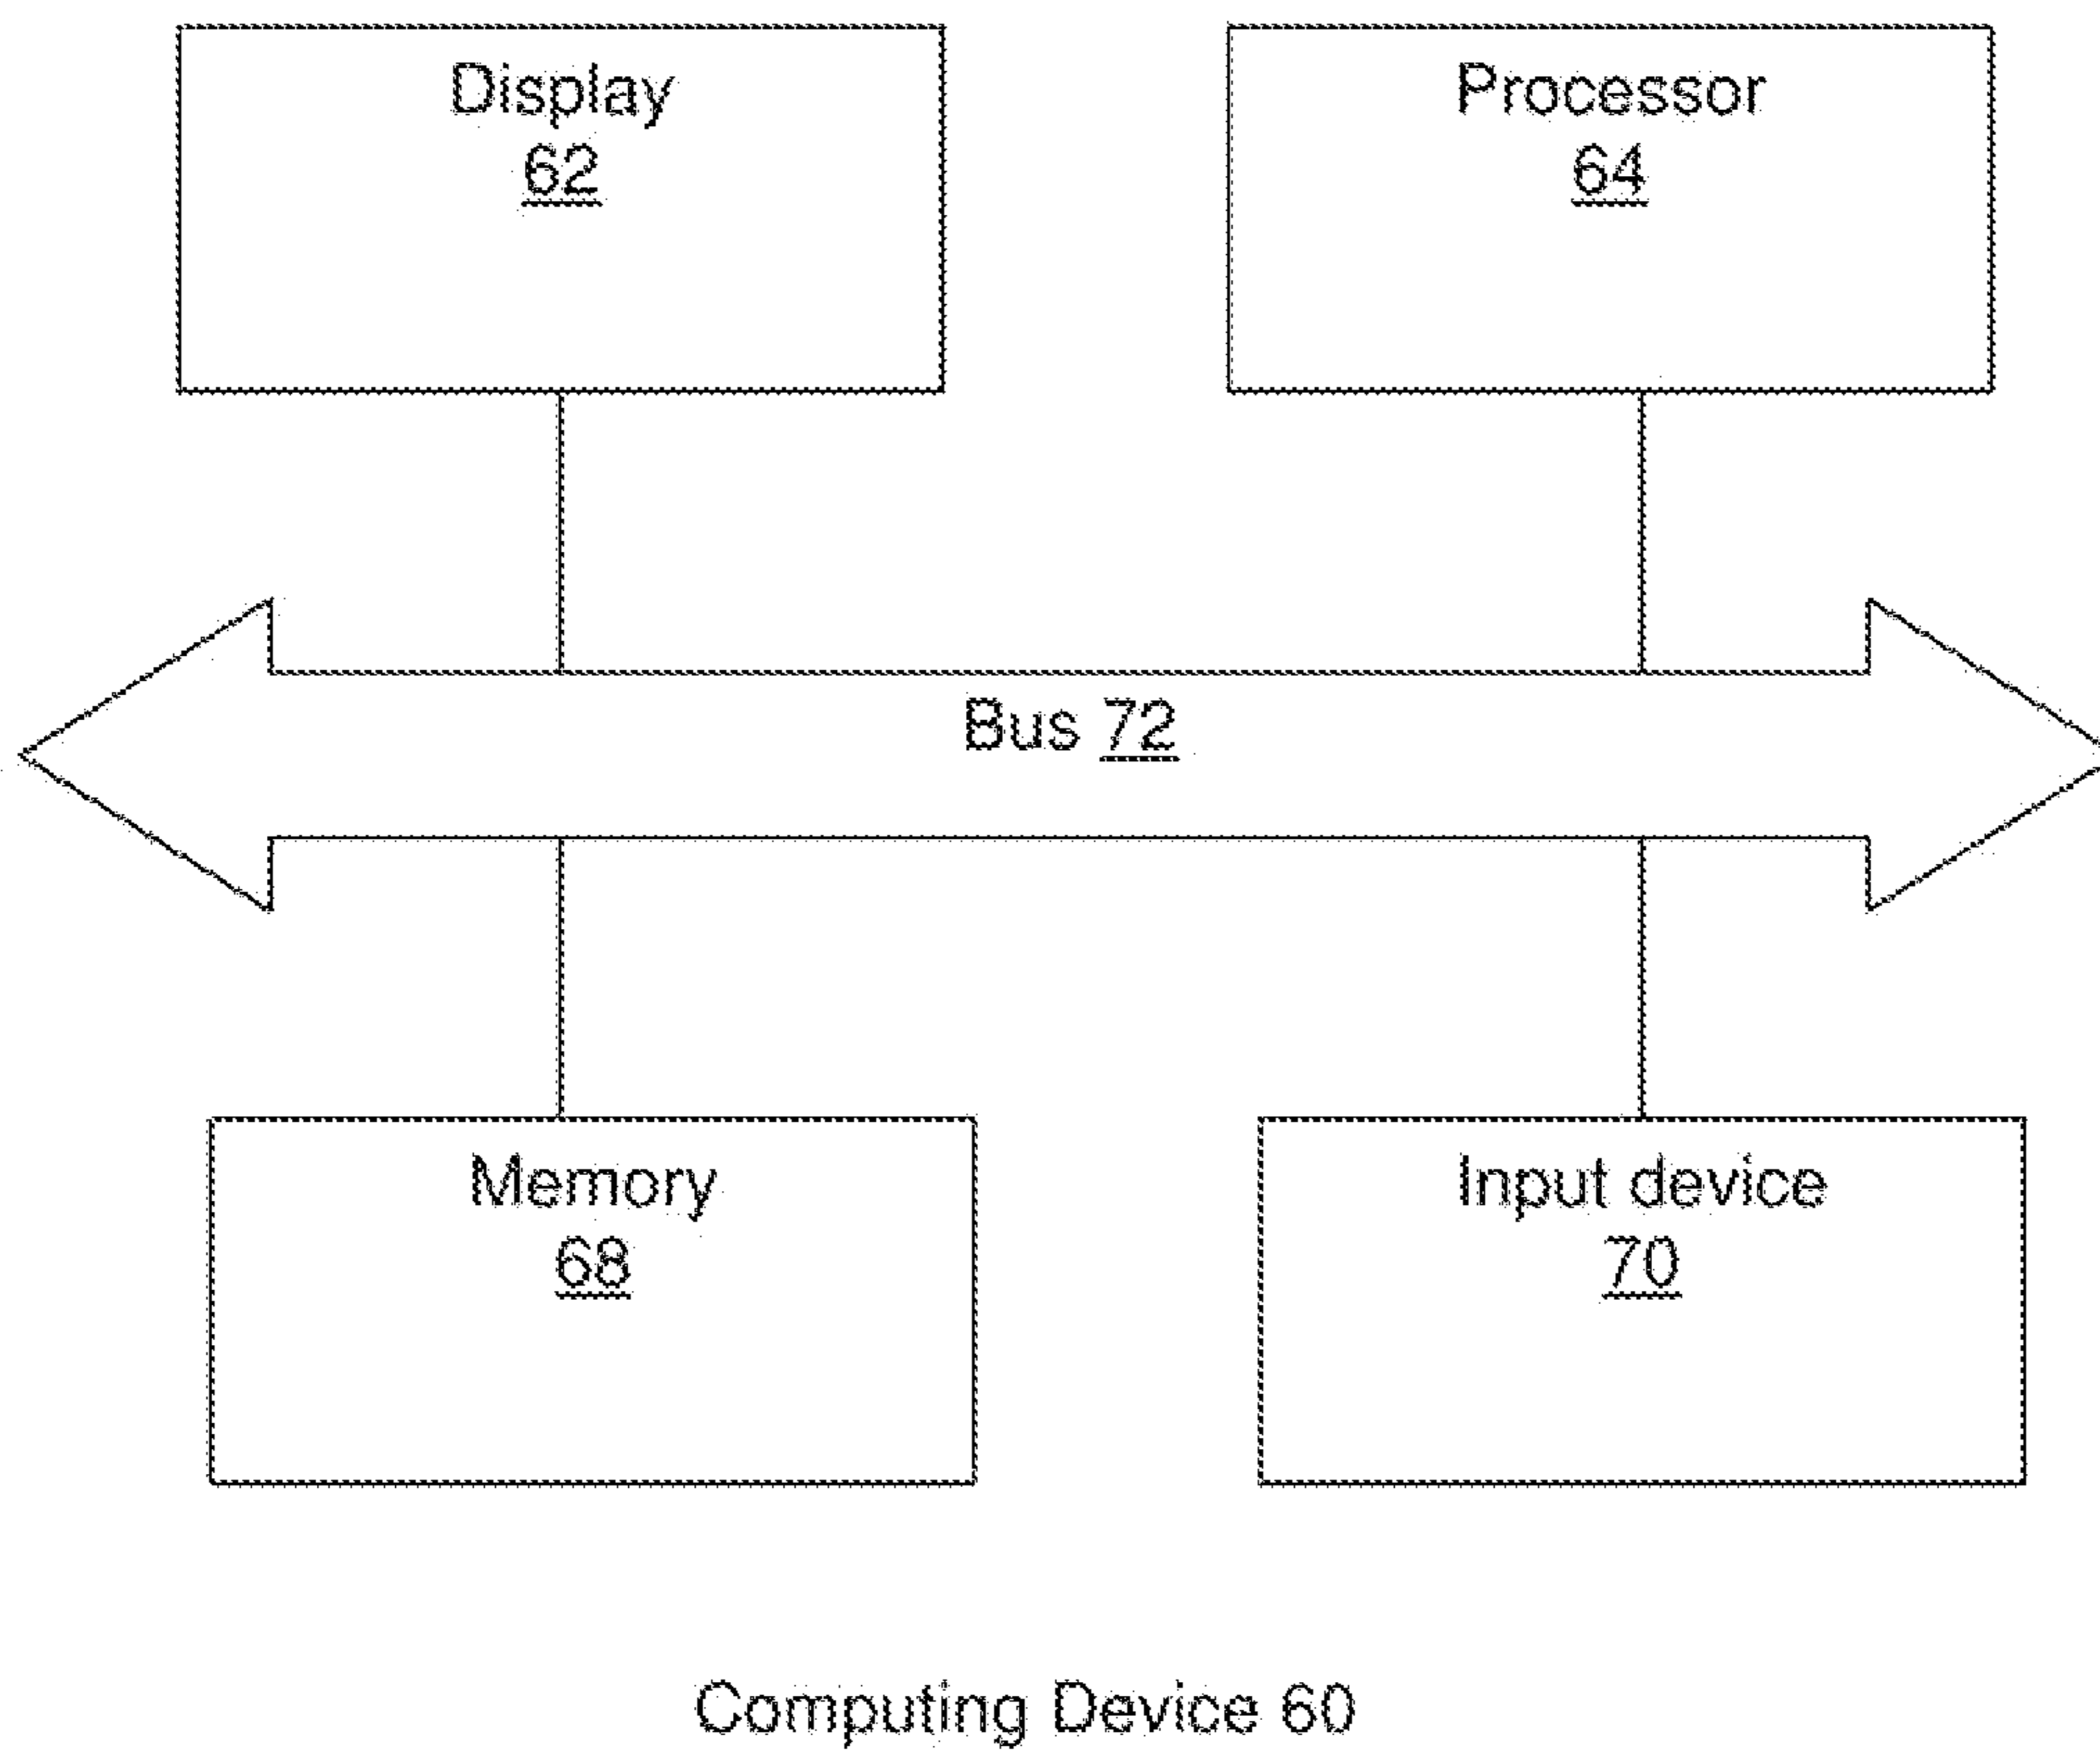 Display
62
Processor
64
Bus 72
Memory
68
Input device
70
Computing Device 60